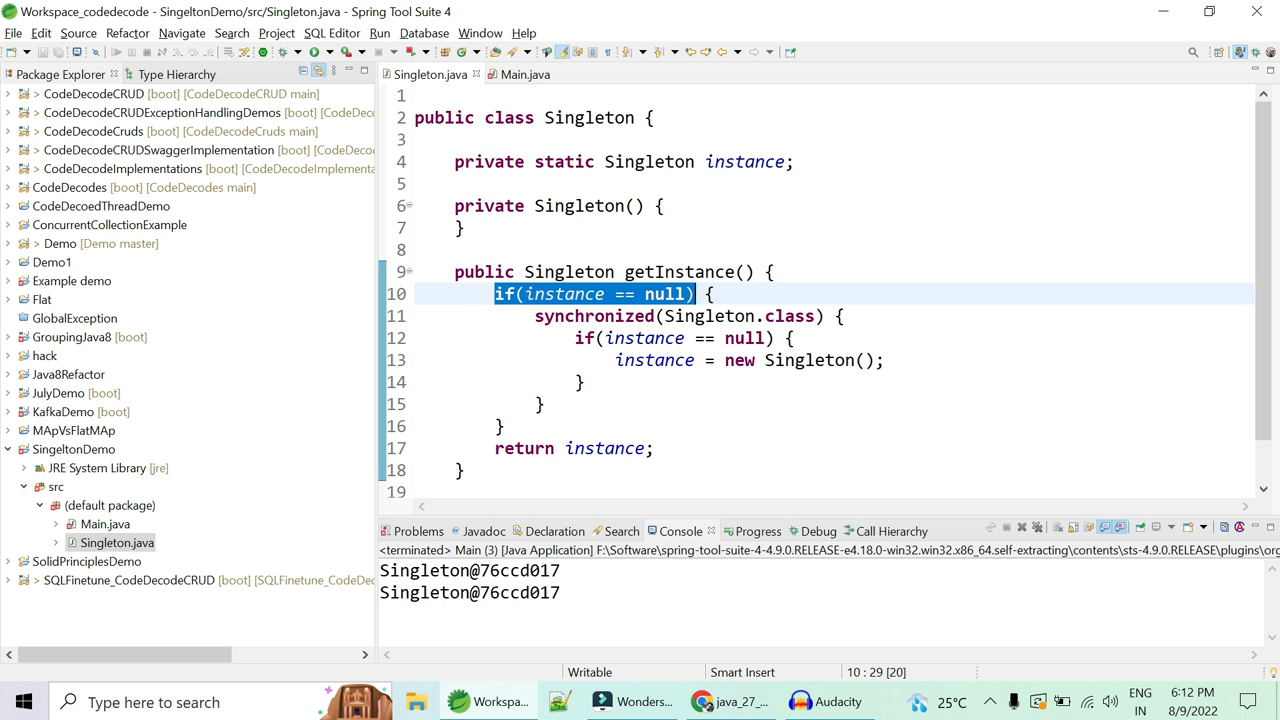 Workspace_codedecode - SingeltonDemo/src/Singleton.java - Spring Tool Suite 4
File Edit Source Refactor Navigate Search Project SQL Editor Run Database Window Help
Package Explorer Type Hierarchy
CodeDecodeCRUD [boot] [CodeDecodeCRUD main]
> CodeDecodeCRUDExceptionHandlingDemos [boot] [CodeDeco
> CodeDecodeCruds [boot] [CodeDecodeCruds main]
> CodeDecodeCRUDSwaggerImplementation [boot] [CodeDeco
> CodeDecodeImplementations [boot] [CodeDecodeImplementa
CodeDecodes [boot] [CodeDecodes main]
CodeDecoedThreadDemo
ConcurrentCollectionExample
> Demo [Demo master]
Demo1
Example demo
Flat
GlobalException
GroupingJava8 [boot]
hack
Java8Refactor
JulyDemo [boot]
KafkaDemo [boot]
MApVsFlatMAp
SingeltonDemo
JRE System Library [jre]
src
(default package)
Main.java
Singleton.java
SolidPrinciplesDemo
> SQLFinetune_CodeDecodeCRUD [boot] [SQLFinetune_CodeDec
Singleton.java Main.java
1
2 public class Singleton {
3
4 private static Singleton instance;
5
6 private Singleton() {
7 }
8
9 public Singleton getInstance() {
10 if(instance == null) {
11 synchronized(Singleton.class) {
12 if(instance == null) {
13 instance = new Singleton();
14 }
15 }
16 }
17 return instance;
18 }
19
Problems Javadoc Declaration Search Console Progress Debug Call Hierarchy
<terminated> Main (3) [Java Application] F:\Software\spring-tool-suite-4-4.9.0.RELEASE-e4.18.0-win32.win32.x86_64.self-extracting\contents\sts-4.9.0.RELEASE\plugins\org
Singleton@76ccd017
Singleton@76ccd017
Writable Smart Insert 10 : 29 [20]
Type here to search
Workspa...
Wonders...
java_27_...
Audacity
25°C
ENG
IN
6:12 PM
8/9/2022